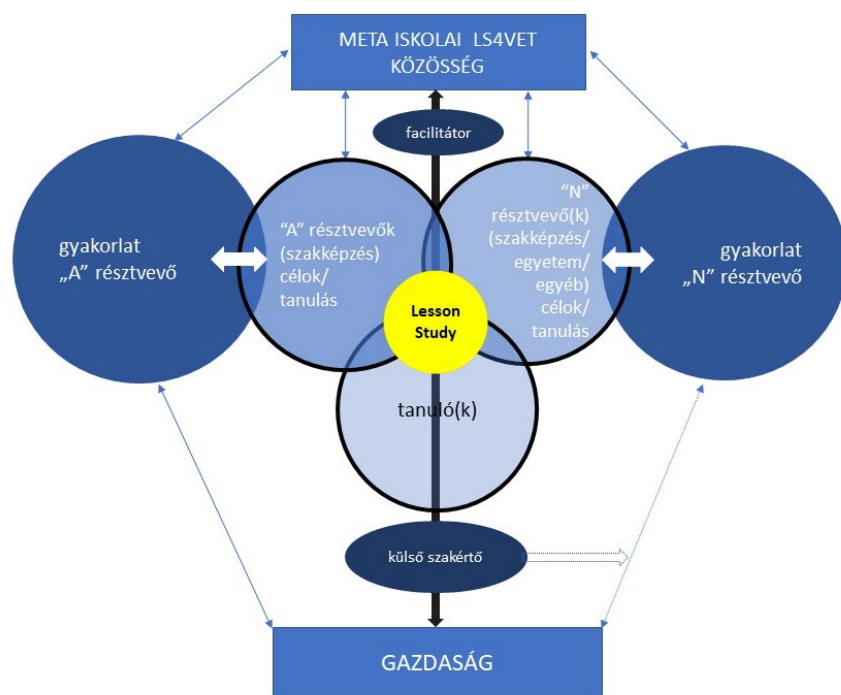 META ISKOLAI LS4VET
KÖZÖSSÉG
facilitátor
gyakorlat
„A” résztvevő
“A” résztvevők
(szakképzés)
célok/
tanulás
“N”
résztvevő(k)
(szakképzés/
egyetem/
egyéb)
célok/
tanulás
gyakorlat
„N” résztvevő
Lesson
Study
tanuló(k)
külső szakértő
GAZDASÁG